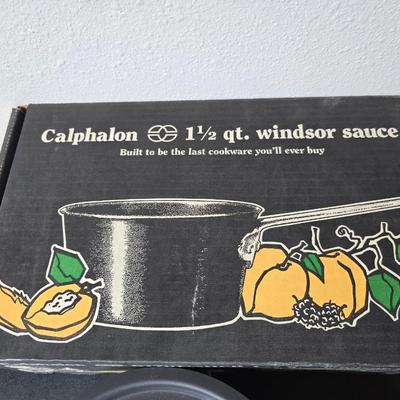 Calphalon 1½ qt. windsor sauce
Built to be the last cookware you'll ever buy